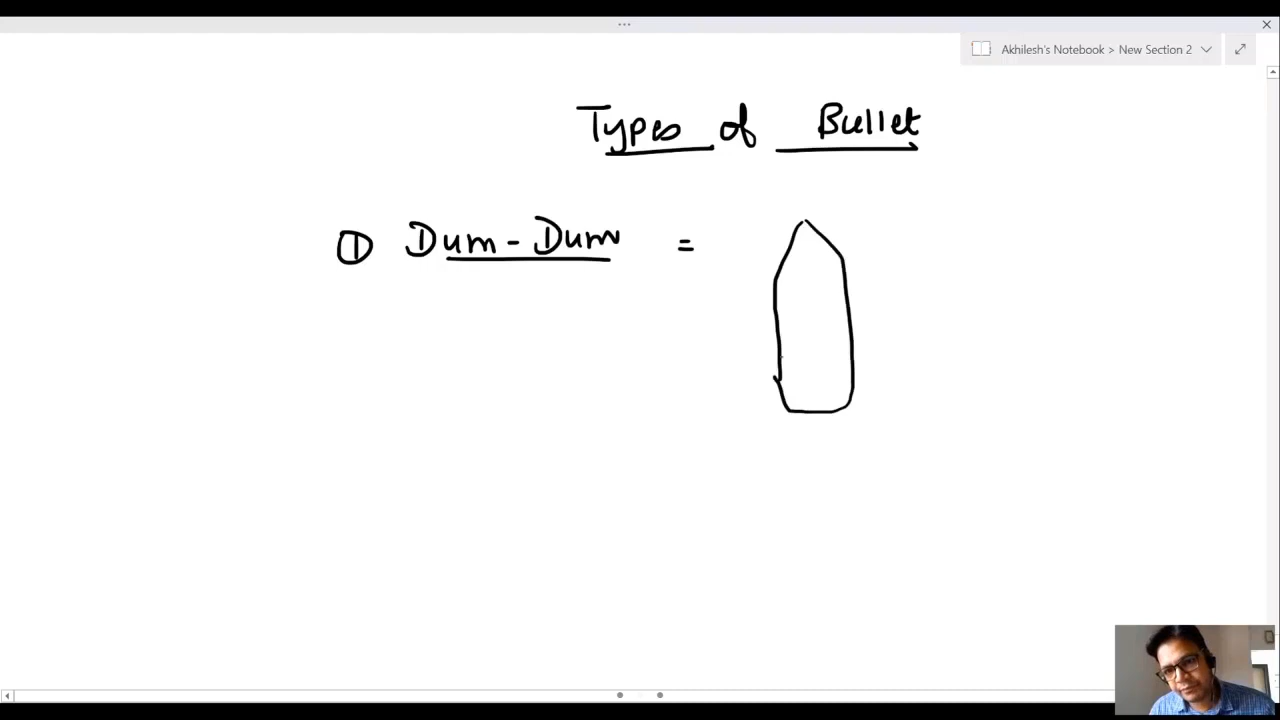 Akhilesh's Notebook > New Section 2
Types of Bullet
① Dum-Dum =